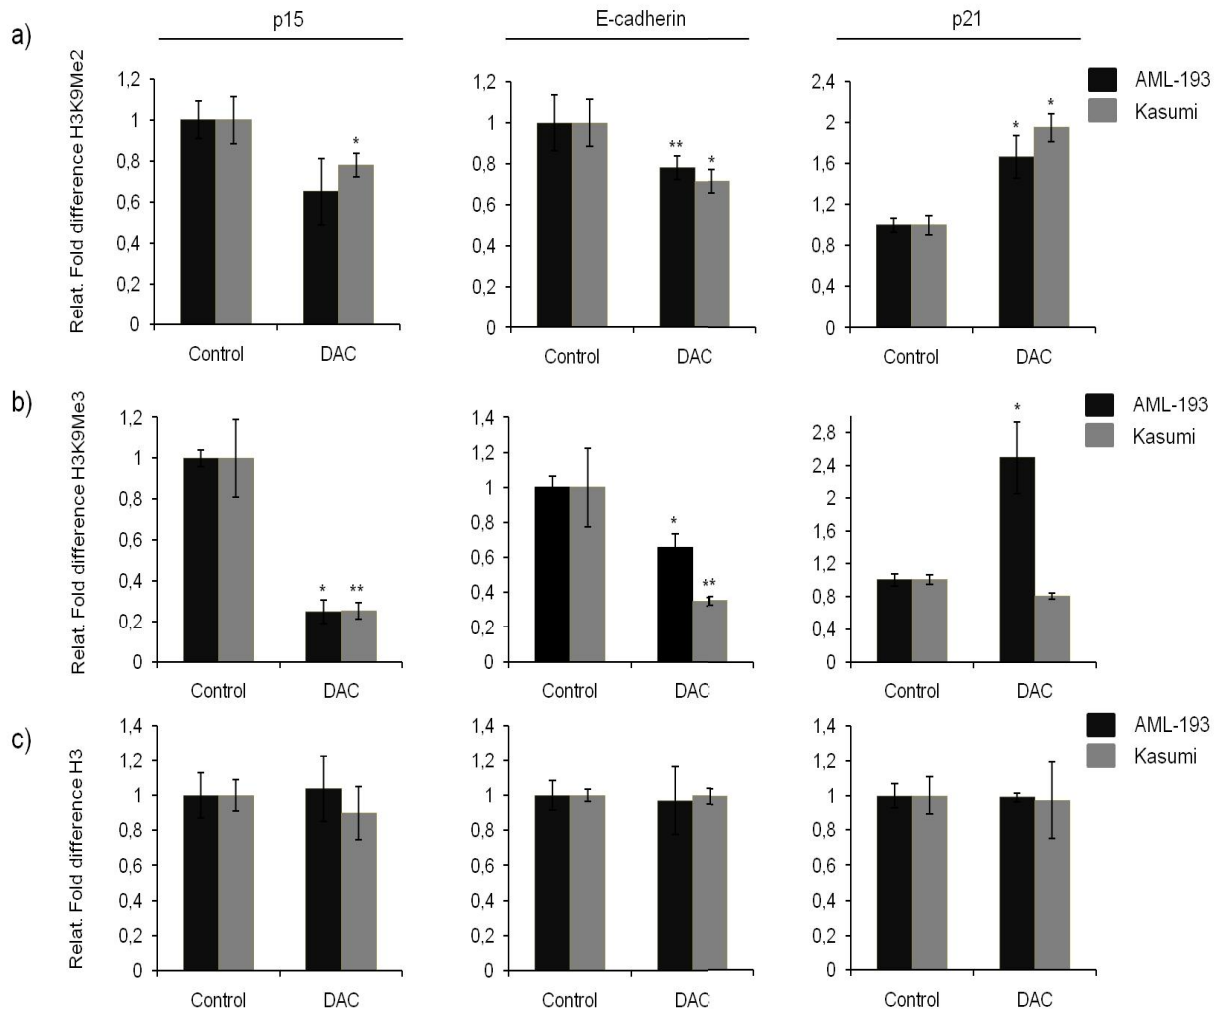 a)
p15
E-cadherin
p21
Relat. Fold difference H3K9Me2
1,2
1
0,8
0,6
0,4
0,2
0
*
Control
DAC
1,2
1
0,8
0,6
0,4
0,2
0
**
*
Control
DAC
2,4
2
1,6
1,2
0,8
0,4
0
*
*
Control
DAC
AML-193
Kasumi
b)
Relat. Fold difference H3K9Me3
1,2
1
0,8
0,6
0,4
0,2
0
*
**
Control
DAC
1,4
1,2
1
0,8
0,6
0,4
0,2
0
*
**
Control
DAC
2,8
2,4
2
1,6
1,2
0,8
0,4
0
*
Control
DAC
AML-193
Kasumi
c)
Relat. Fold difference H3
1,4
1,2
1
0,8
0,6
0,4
0,2
0
Control
DAC
1,4
1,2
1
0,8
0,6
0,4
0,2
0
Control
DAC
1,4
1,2
1
0,8
0,6
0,4
0,2
0
Control
DAC
AML-193
Kasumi